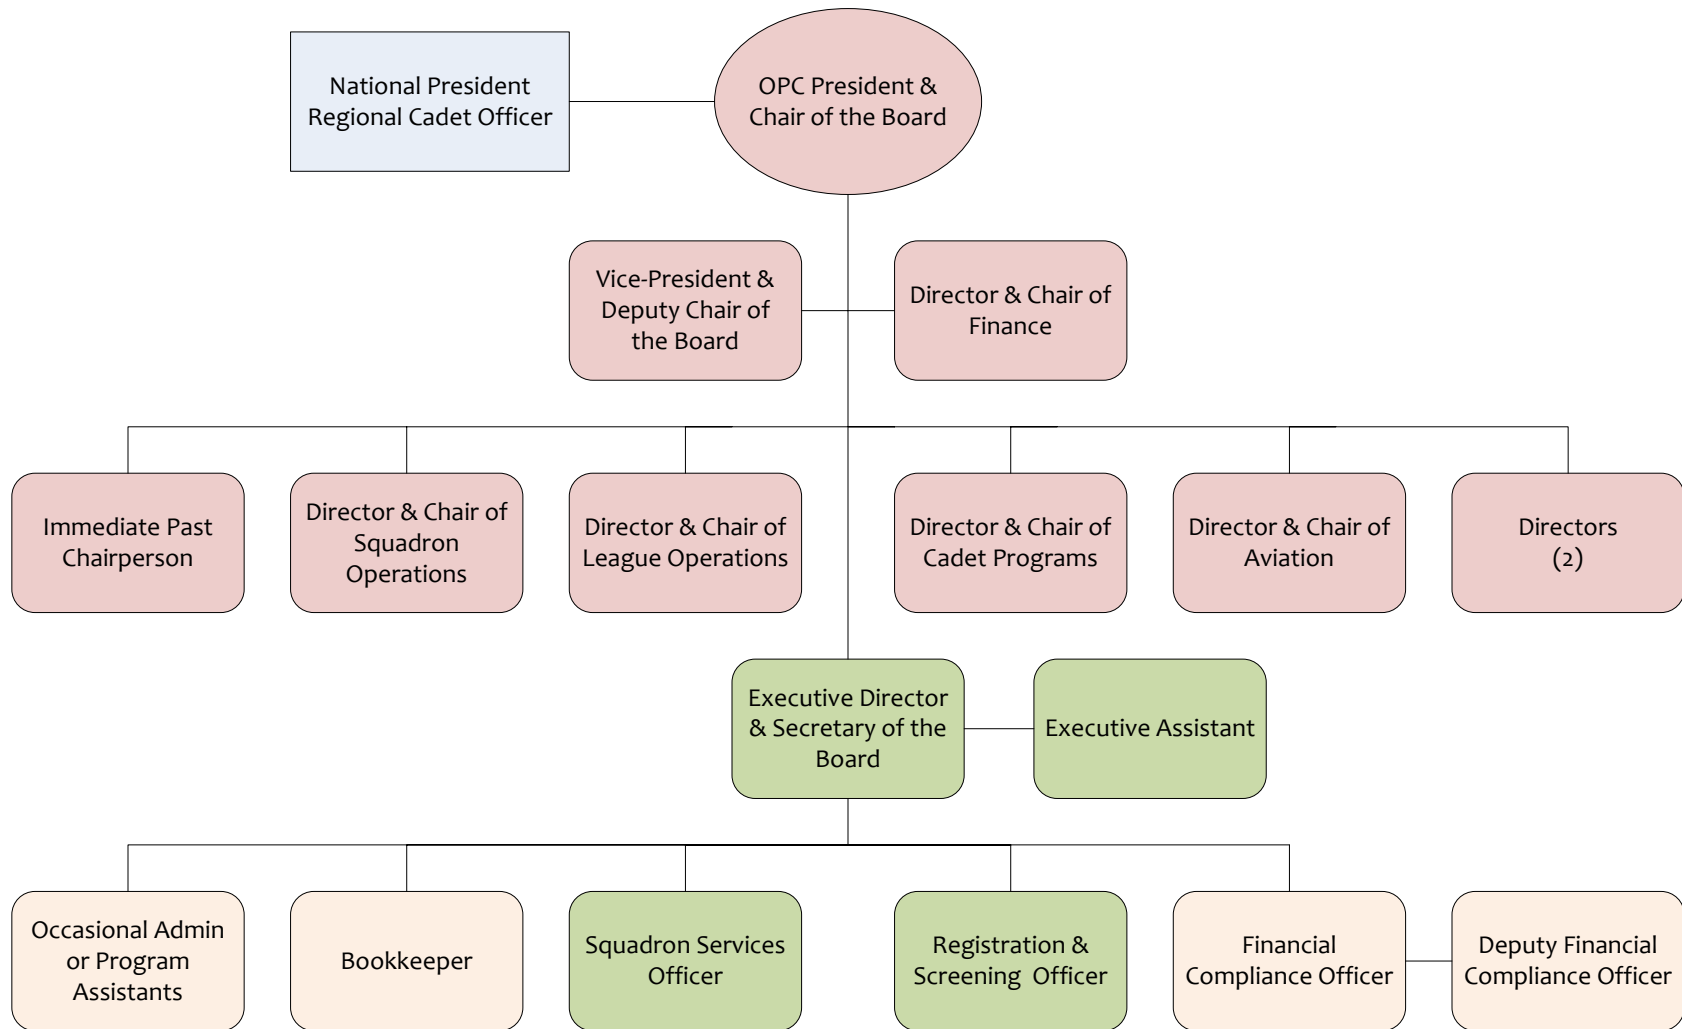 National President
Regional Cadet Officer
OPC President &
Chair of the Board
Vice-President &
Deputy Chair of
the Board
Director & Chair of
Finance
Immediate Past
Chairperson
Director & Chair of
Squadron
Operations
Director & Chair of
League Operations
Director & Chair of
Cadet Programs
Director & Chair of
Aviation
Directors
(2)
Executive Director
& Secretary of the
Board
Executive Assistant
Occasional Admin
or Program
Assistants
Bookkeeper
Squadron Services
Officer
Registration &
Screening Officer
Financial
Compliance Officer
Deputy Financial
Compliance Officer